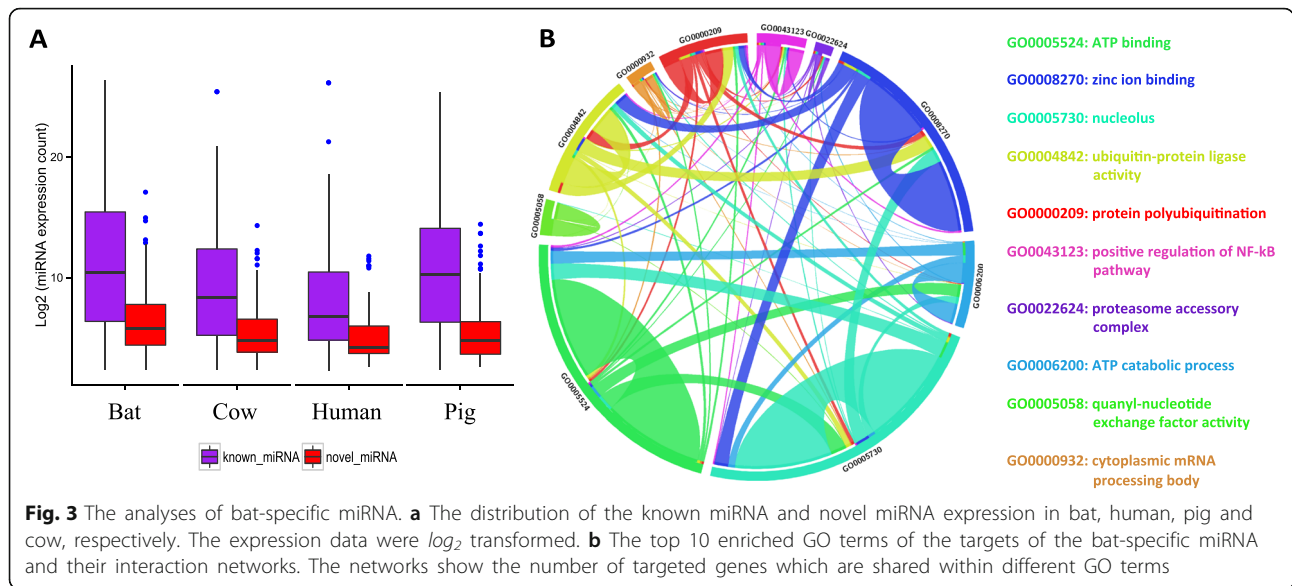 A
Log2 (miRNA expression count)
20
10
Bat Cow Human Pig
known_miRNA novel_miRNA
B
GO0000209
GO0043123
GO0022624
GO0008270
GO0006200
GO0005730
GO0005524
GO0005058
GO0004842
GO0000932
GO0005524: ATP binding
GO0008270: zinc ion binding
GO0005730: nucleolus
GO0004842: ubiquitin-protein ligase
activity
GO0000209: protein polyubiquitination
GO0043123: positive regulation of NF-kB
pathway
GO0022624: proteasome accessory
complex
GO0006200: ATP catabolic process
GO0005058: quanyl-nucleotide
exchange factor activity
GO0000932: cytoplasmic mRNA
processing body
Fig. 3 The analyses of bat-specific miRNA. a The distribution of the known miRNA and novel miRNA expression in bat, human, pig and
cow, respectively. The expression data were log2 transformed. b The top 10 enriched GO terms of the targets of the bat-specific miRNA
and their interaction networks. The networks show the number of targeted genes which are shared within different GO terms